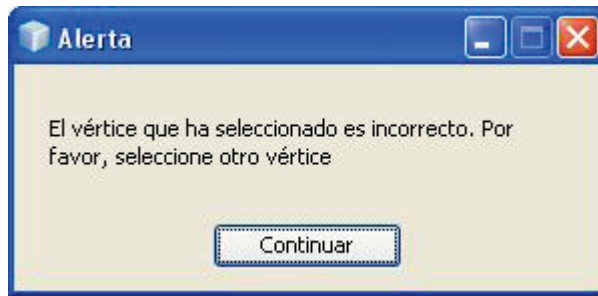 Alerta
El vértice que ha seleccionado es incorrecto. Por
favor, seleccione otro vértice
Continuar